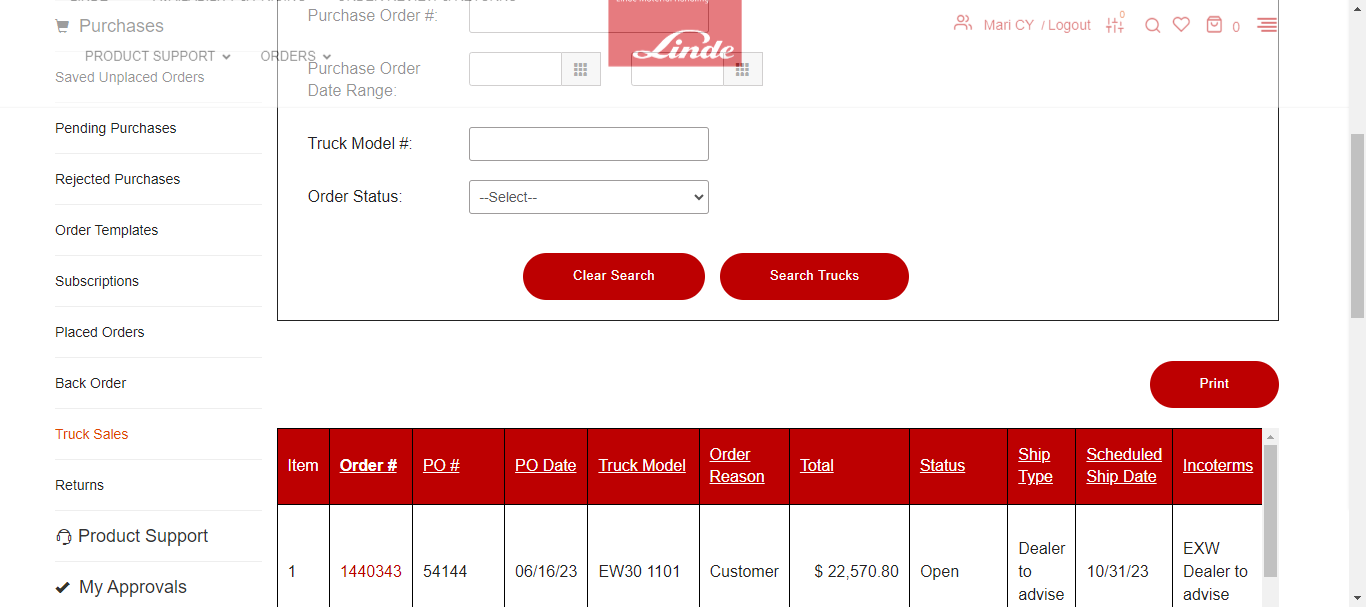 Purchase Order #:
Linde
Mari CY / Logout
0
0
Purchases
PRODUCT SUPPORT
ORDERS
Saved Unplaced Orders
Purchase Order
Date Range:
Pending Purchases
Rejected Purchases
Order Templates
Subscriptions
Placed Orders
Back Order
Truck Sales
Returns
Product Support
My Approvals
Truck Model #:
Order Status:
--Select--
Clear Search
Search Trucks
Print
Item
Order #
PO #
PO Date
Truck Model
Order
Reason
Total
Status
Ship
Type
Scheduled
Ship Date
Incoterms
1
1440343
54144
06/16/23
EW30 1101
Customer
$ 22,570.80
Open
Dealer
to
advise
10/31/23
EXW
Dealer to
advise